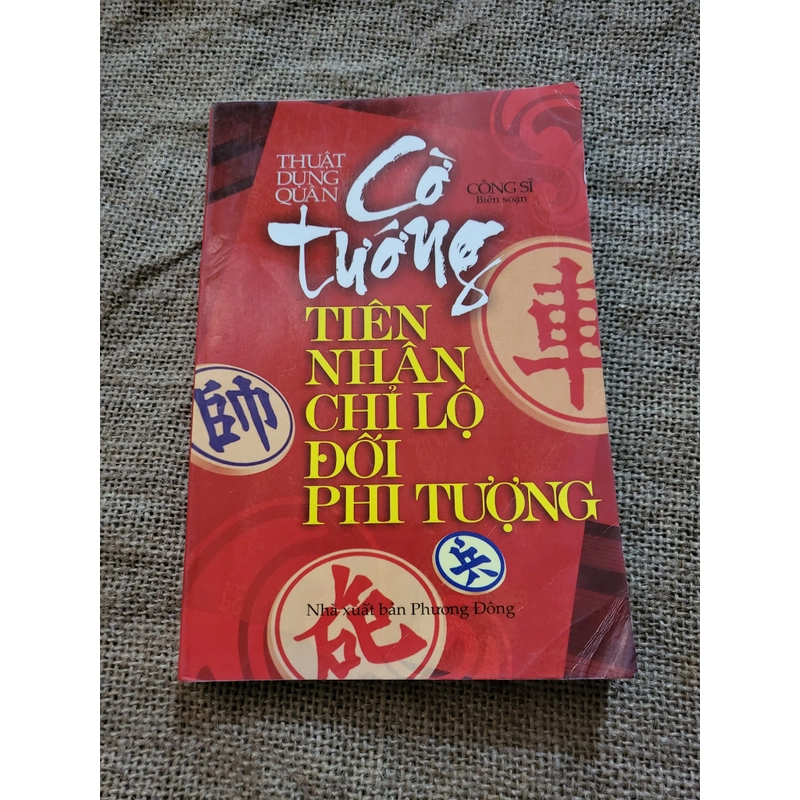 THUẬT
DỤNG
QUÂN
Cờ
tướng
CÔNG SĨ
Biên soạn
TIÊN
NHÂN
CHỈ LỘ
ĐỐI
PHI TƯỢNG
車
帥
兵
砲
Nhà xuất bản Phương Đông